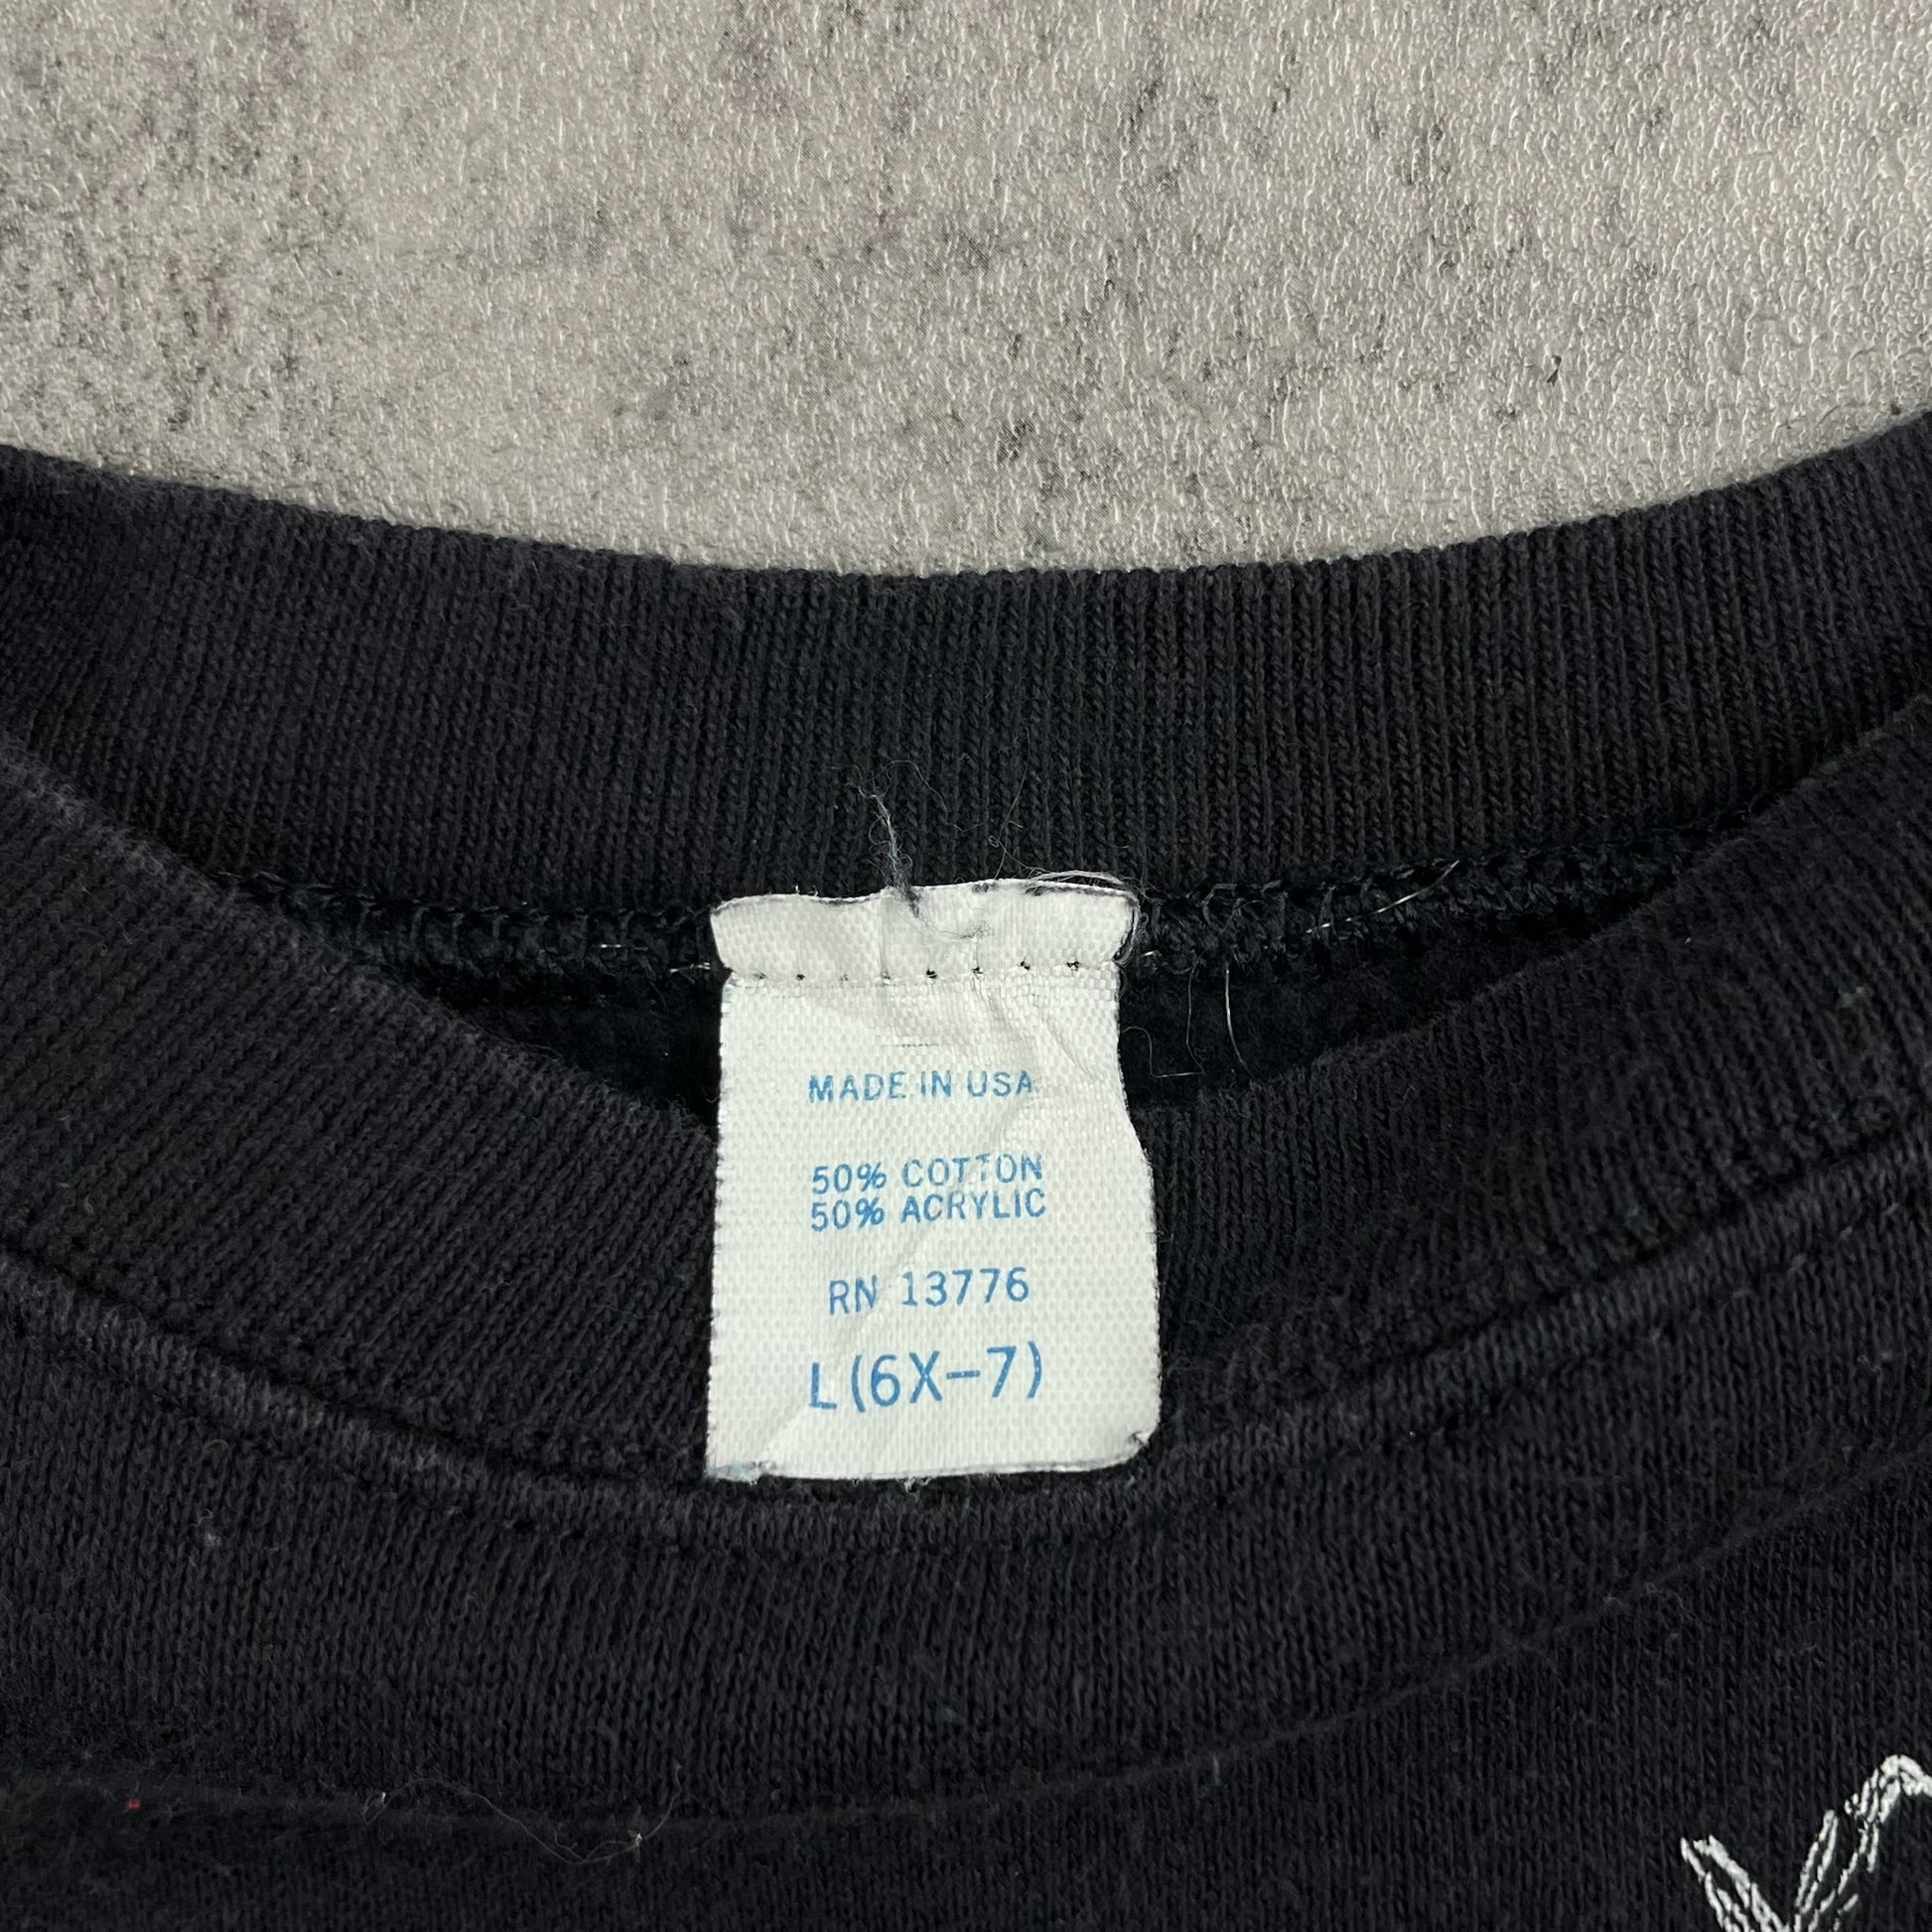 MADE IN USA
50% COTTON
50% ACRYLIC
RN 13776
L(6X-7)